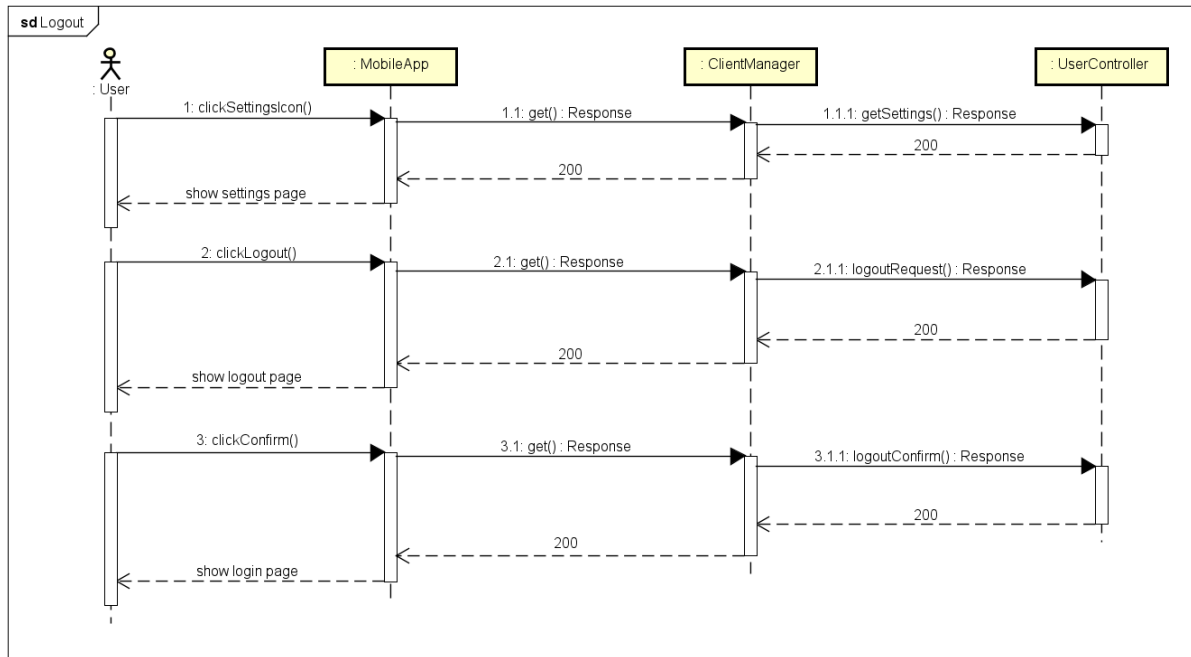 sd Logout
: User
: MobileApp
: ClientManager
: UserController
1: clickSettingsIcon()
1.1: get() : Response
1.1.1: getSettings() : Response
200
200
show settings page
2: clickLogout()
2.1: get() : Response
2.1.1: logoutRequest() : Response
200
200
show logout page
3: clickConfirm()
3.1: get() : Response
3.1.1: logoutConfirm() : Response
200
200
show login page